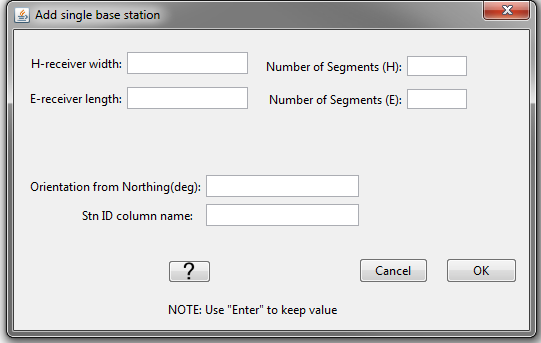 Add single base station
H-receiver width: Number of Segments (H):
E-receiver length: Number of Segments (E):
Orientation from Northing(deg):
Stn ID column name:
? Cancel OK
NOTE: Use "Enter" to keep value